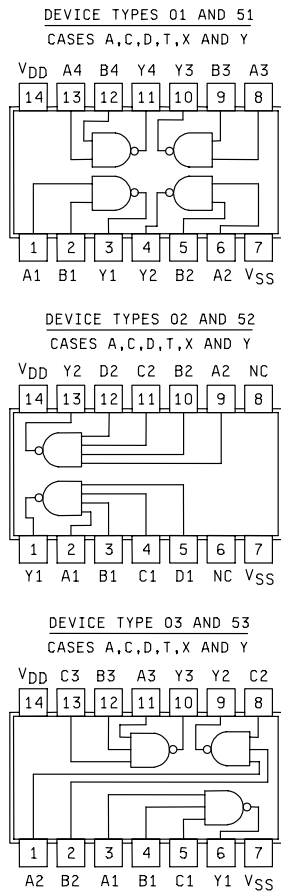 DEVICE TYPES 01 AND 51
CASES A,C,D,T,X AND Y
VDD A4 B4 Y4 Y3 B3 A3
14 13 12 11 10 9 8
1 2 3 4 5 6 7
A1 B1 Y1 Y2 B2 A2 VSS
DEVICE TYPES 02 AND 52
CASES A,C,D,T,X AND Y
VDD Y2 D2 C2 B2 A2 NC
14 13 12 11 10 9 8
1 2 3 4 5 6 7
Y1 A1 B1 C1 D1 NC VSS
DEVICE TYPE 03 AND 53
CASES A,C,D,T,X AND Y
VDD C3 B3 A3 Y3 Y2 C2
14 13 12 11 10 9 8
1 2 3 4 5 6 7
A2 B2 A1 B1 C1 Y1 VSS